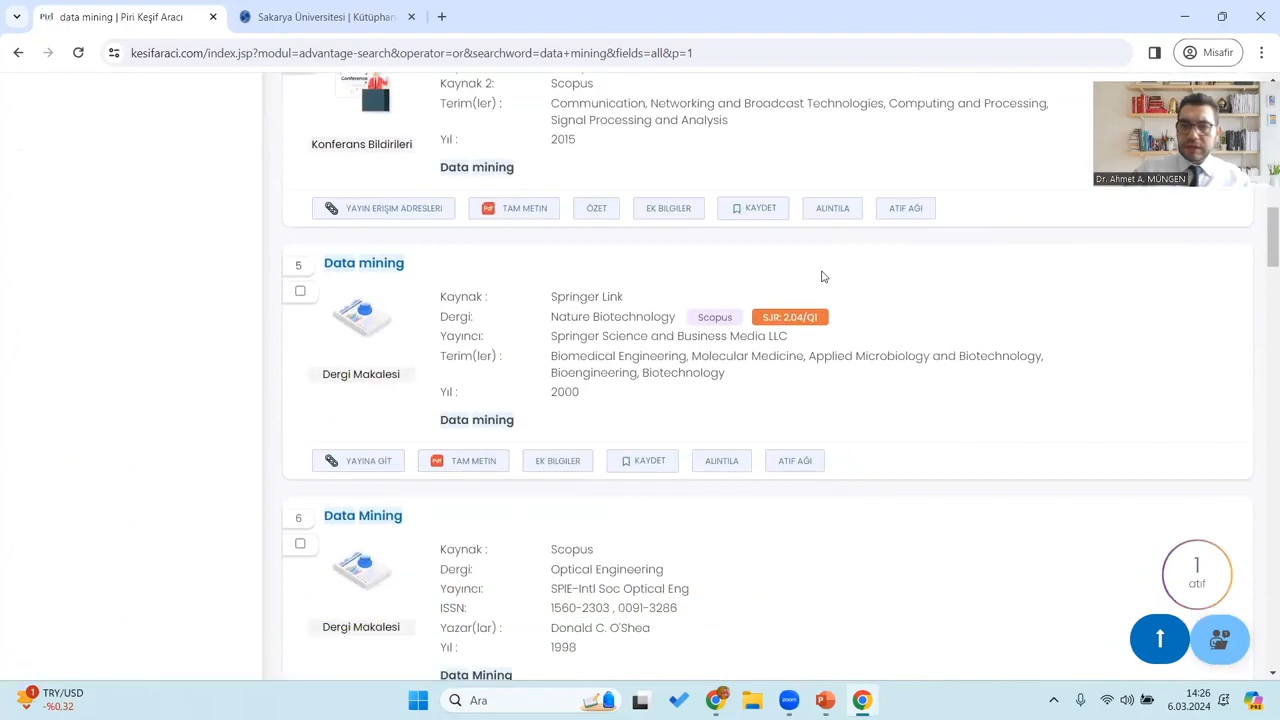 Piri data mining | Piri Keşif Aracı
Sakarya Üniversitesi | Kütüphan
kesifaraci.com/index.jsp?modul=advantage-search&operator=or&searchword=data+mining&fields=all&p=1
Misafir
Kaynak 2: Scopus
Terim(ler) : Communication, Networking and Broadcast Technologies, Computing and Processing,
Signal Processing and Analysis
Konferans Bildirileri
Yıl : 2015
Data mining
YAYIN ERİŞİM ADRESLERİ TAM METİN ÖZET EK BİLGİLER KAYDET ALINTILA ATIF AĞI
Dr. Ahmet A. MÜNGEN
5 Data mining
Kaynak : Springer Link
Dergi: Nature Biotechnology Scopus SJR: 2.04/Q1
Yayıncı: Springer Science and Business Media LLC
Terim(ler) : Biomedical Engineering, Molecular Medicine, Applied Microbiology and Biotechnology,
Bioengineering, Biotechnology
Dergi Makalesi
Yıl : 2000
Data mining
YAYINA GİT TAM METİN EK BİLGİLER KAYDET ALINTILA ATIF AĞI
6 Data Mining
Kaynak : Scopus
Dergi: Optical Engineering
Yayıncı: SPIE-Intl Soc Optical Eng
ISSN: 1560-2303 , 0091-3286
Yazar(lar) : Donald C. O'Shea
Dergi Makalesi
Yıl : 1998
Data Mining
1
atıf
1 TRY/USD
-%0,32
Ara
zoom
14:26
6.03.2024
PRE